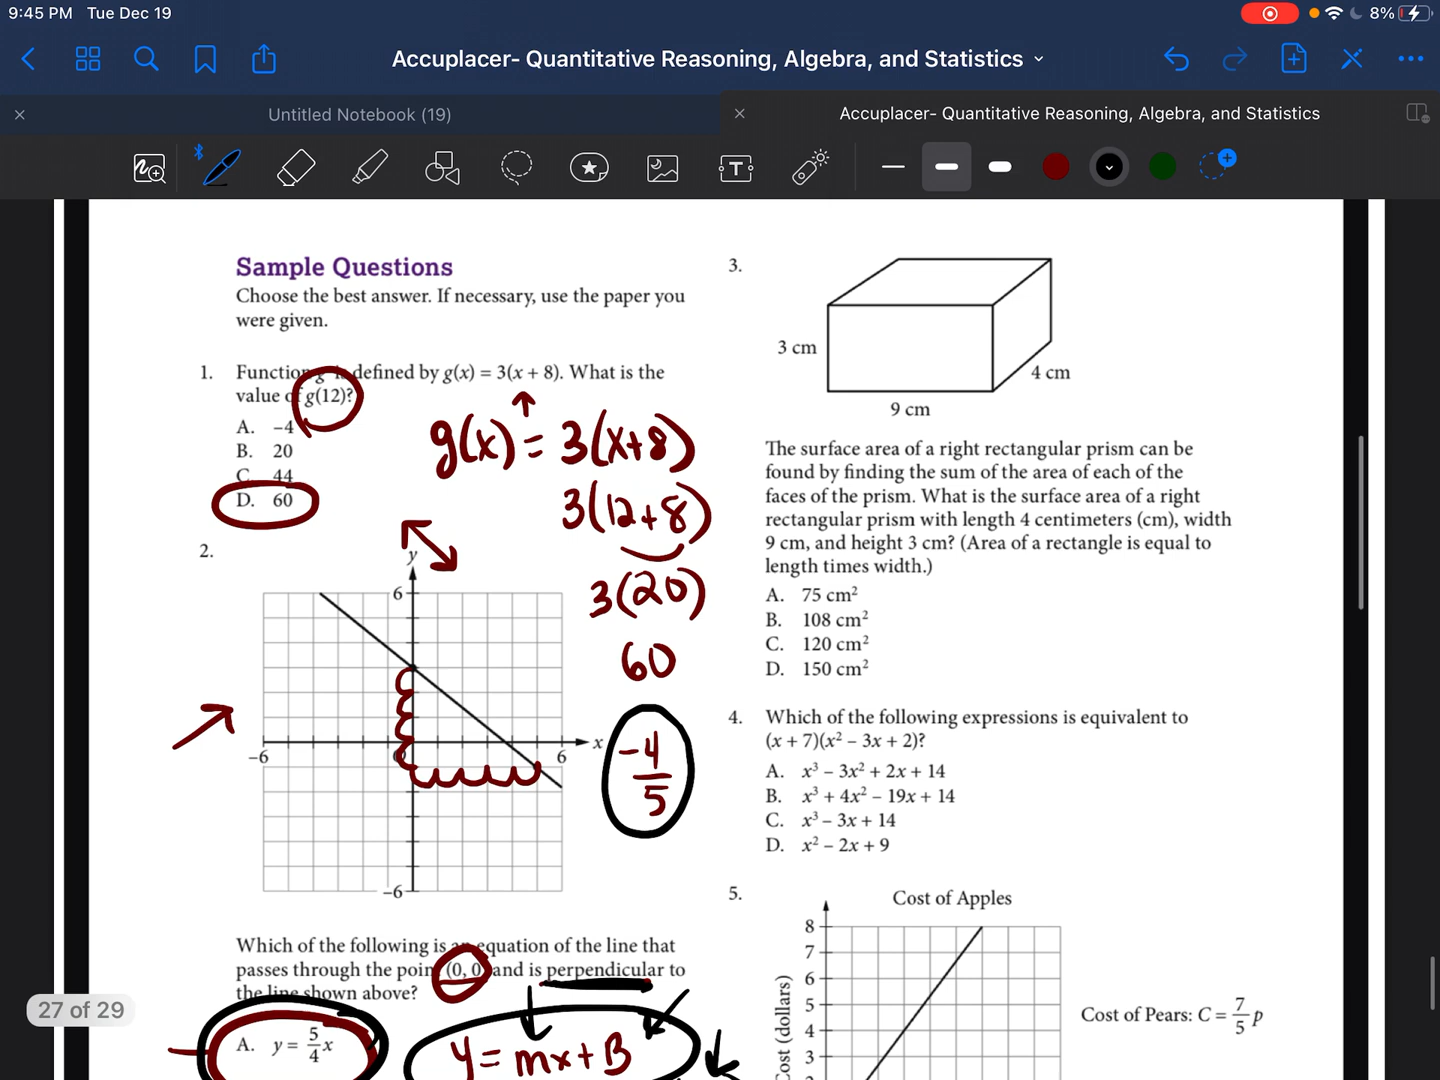 9:45 PM Tue Dec 19
8%
Accuplacer- Quantitative Reasoning, Algebra, and Statistics
Untitled Notebook (19)
Accuplacer- Quantitative Reasoning, Algebra, and Statistics
Sample Questions
Choose the best answer. If necessary, use the paper you
were given.
1. Function g is defined by g(x) = 3(x + 8). What is the
value of g(12)?
A. −4
B. 20
C. 44
D. 60
g(x) = 3(x+8)
3(12+8)
3(20)
60
2.
y
6
-6
6
x
-6
-4/5
Which of the following is an equation of the line that
passes through the point (0, 0) and is perpendicular to
the line shown above?
A. y = 5/4 x
y = mx+B
27 of 29
3.
3 cm
4 cm
9 cm
The surface area of a right rectangular prism can be
found by finding the sum of the area of each of the
faces of the prism. What is the surface area of a right
rectangular prism with length 4 centimeters (cm), width
9 cm, and height 3 cm? (Area of a rectangle is equal to
length times width.)
A. 75 cm²
B. 108 cm²
C. 120 cm²
D. 150 cm²
4. Which of the following expressions is equivalent to
(x + 7)(x² − 3x + 2)?
A. x³ − 3x² + 2x + 14
B. x³ + 4x² − 19x + 14
C. x³ − 3x + 14
D. x² − 2x + 9
5.
Cost of Apples
8
7
6
5
4
3
Cost (dollars)
Cost of Pears: C = 7/5 p